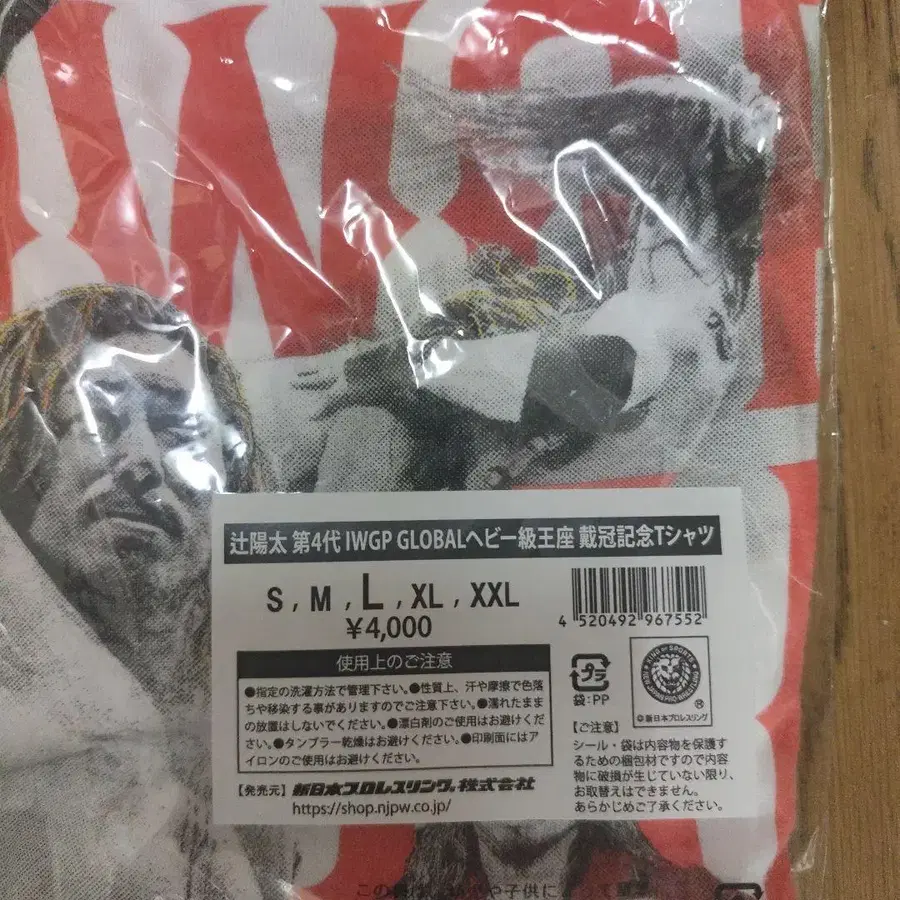 辻陽太 第4代 IWGP GLOBALヘビー級王座 戴冠記念Tシャツ
S , M , L , XL , XXL
¥4,000
4 520492 967552
使用上のご注意
●指定の洗濯方法で管理下さい。●性質上、汗や摩擦で色落
ちや移染する事がありますのでご注意下さい。●濡れたまま
の放置はしないでください。●漂白剤のご使用はお避けくだ
さい。●タンブラー乾燥はお避けください。●印刷面にはア
イロンのご使用はお避けください。
プラ
袋:PP
KING OF SPORTS
®
©新日本プロレスリング
【ご注意】
シール・袋は内容物を保護す
るための梱包材ですので内容
物に破損が生じていない限り、
お取替えはできません。
あらかじめご了承ください。
【発売元】新日本プロレスリング株式会社
https://shop.njpw.co.jp/
この
や子供に